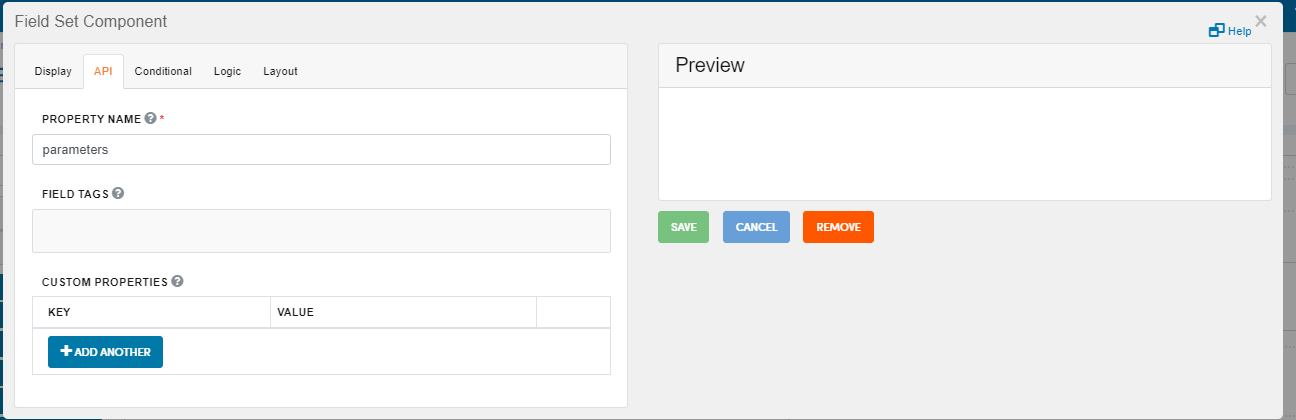 Field Set Component
Help
Display API Conditional Logic Layout
PROPERTY NAME *
parameters
FIELD TAGS
CUSTOM PROPERTIES
KEY VALUE
ADD ANOTHER
Preview
SAVE CANCEL REMOVE